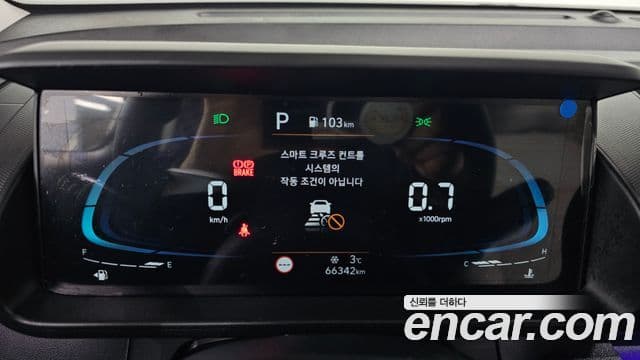 P 103km
스마트 크루즈 컨트롤
시스템의
작동 조건이 아닙니다
(P)
BRAKE
0
km/h
0.7
x1000rpm
F
E
3℃
66342km
C
H
신뢰를 더하다
encar.com